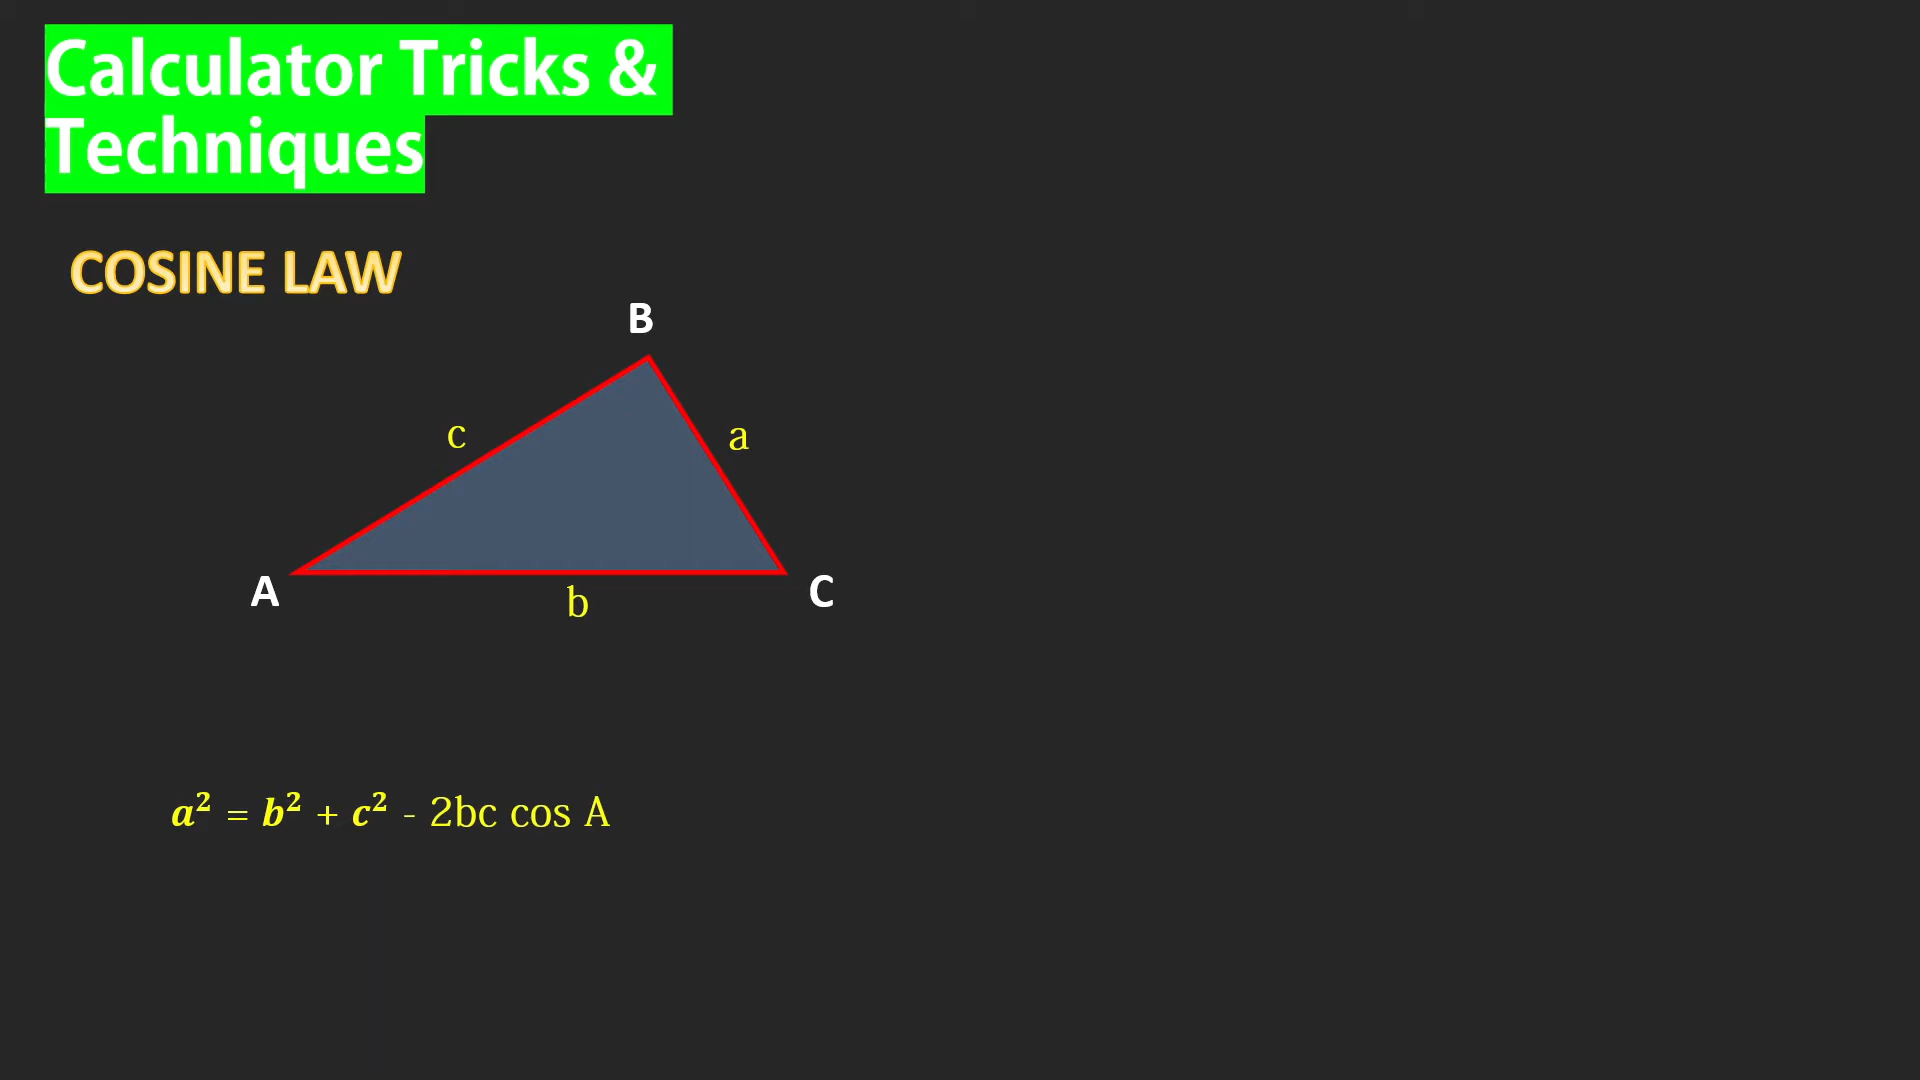 Calculator Tricks &
Techniques
COSINE LAW
B
c
a
A
b
C
a² = b² + c² - 2bc cos A